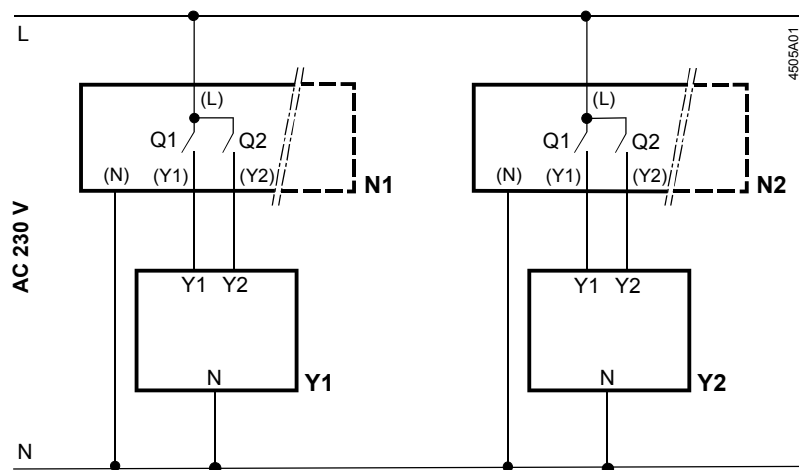 L
4505A01
(L)
(L)
Q1 Q2
Q1 Q2
(N) (Y1) (Y2) N1
(N) (Y1) (Y2) N2
AC 230 V
Y1 Y2
Y1 Y2
N Y1
N Y2
N